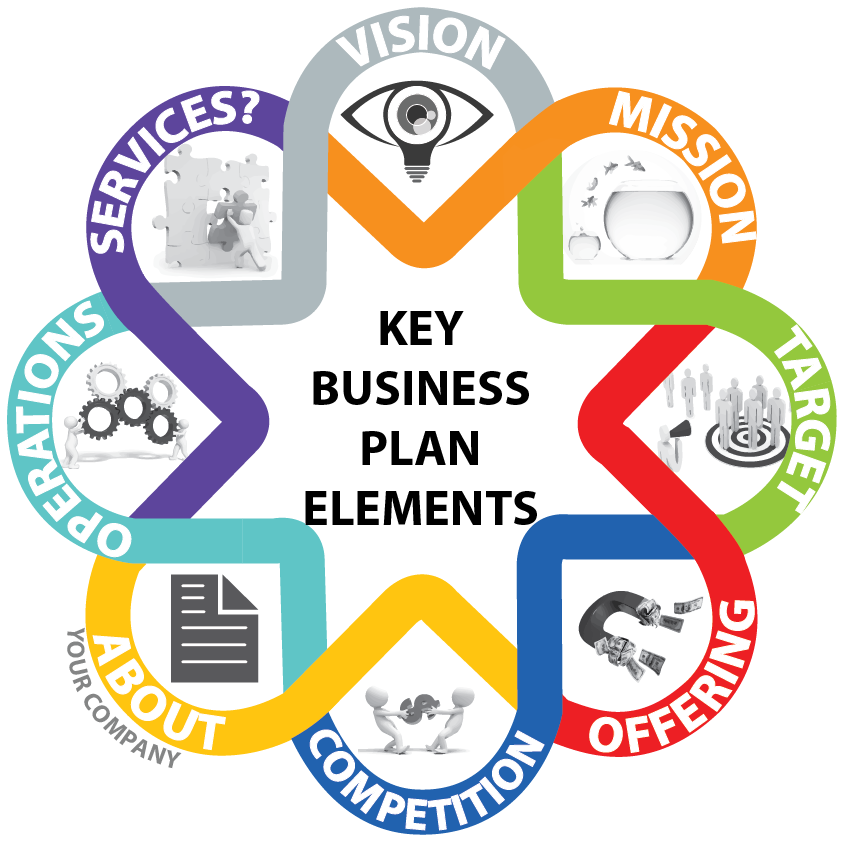 VISION
MISSION
TARGET
OFFERING
COMPETITION
ABOUT
YOUR COMPANY
OPERATIONS
SERVICES?
KEY
BUSINESS
PLAN
ELEMENTS